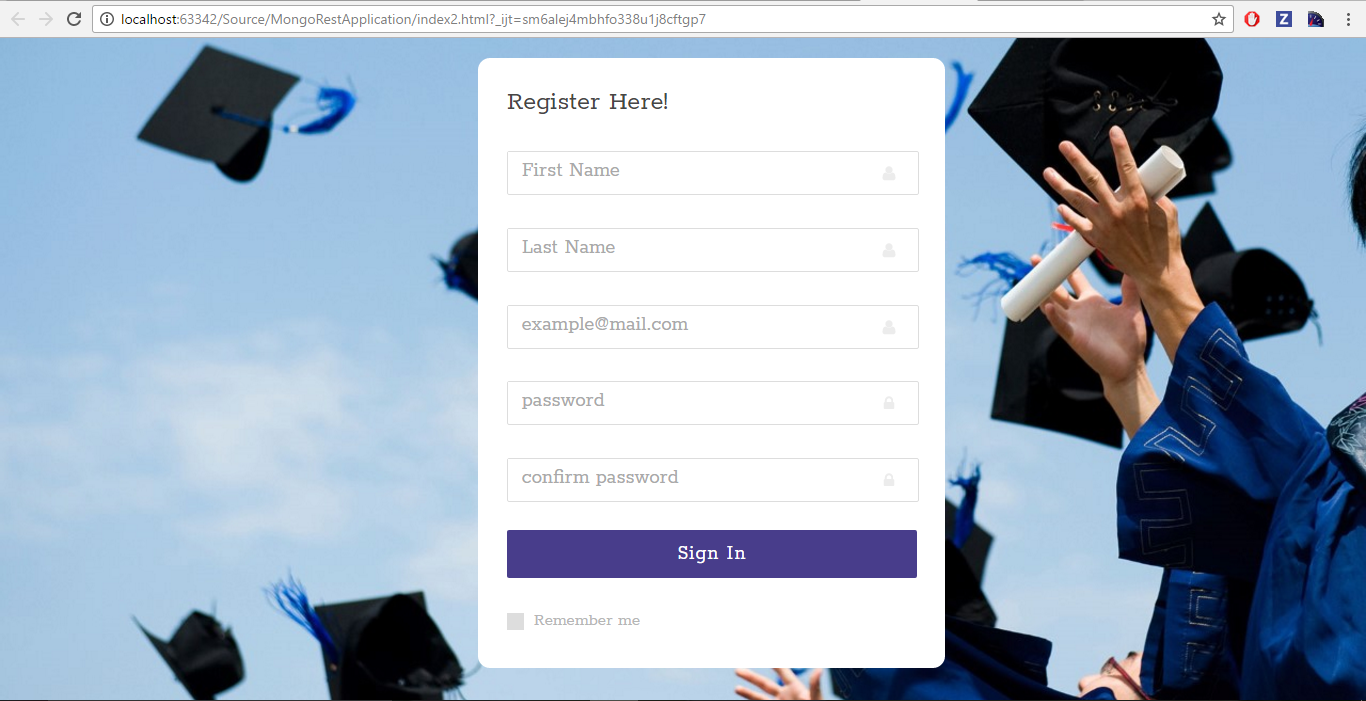 localhost:63342/Source/MongoRestApplication/index2.html?_ijt=sm6alej4mbhfo338u1j8cftgp7
Z
Register Here!
First Name
Last Name
example@mail.com
password
confirm password
Sign In
Remember me